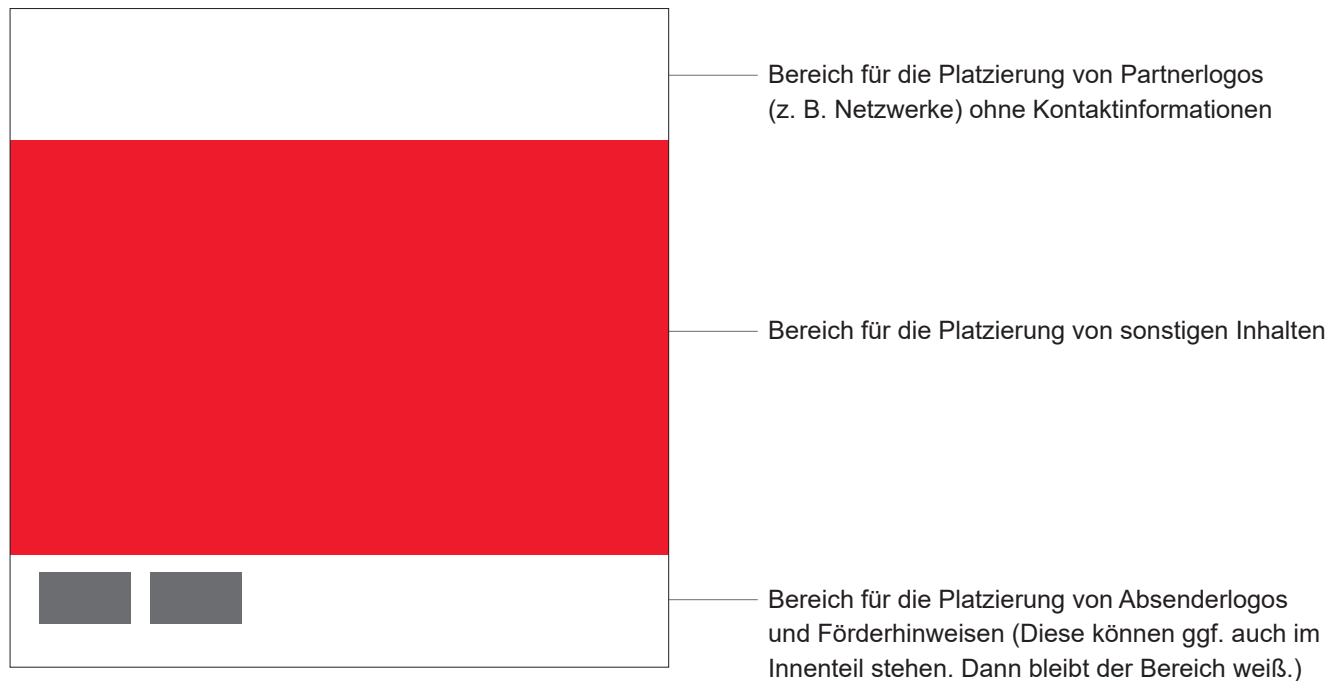 Bereich für die Platzierung von Partnerlogos
(z. B. Netzwerke) ohne Kontaktinformationen
Bereich für die Platzierung von sonstigen Inhalten
Bereich für die Platzierung von Absenderlogos
und Förderhinweisen (Diese können ggf. auch im
Innenteil stehen. Dann bleibt der Bereich weiß.)